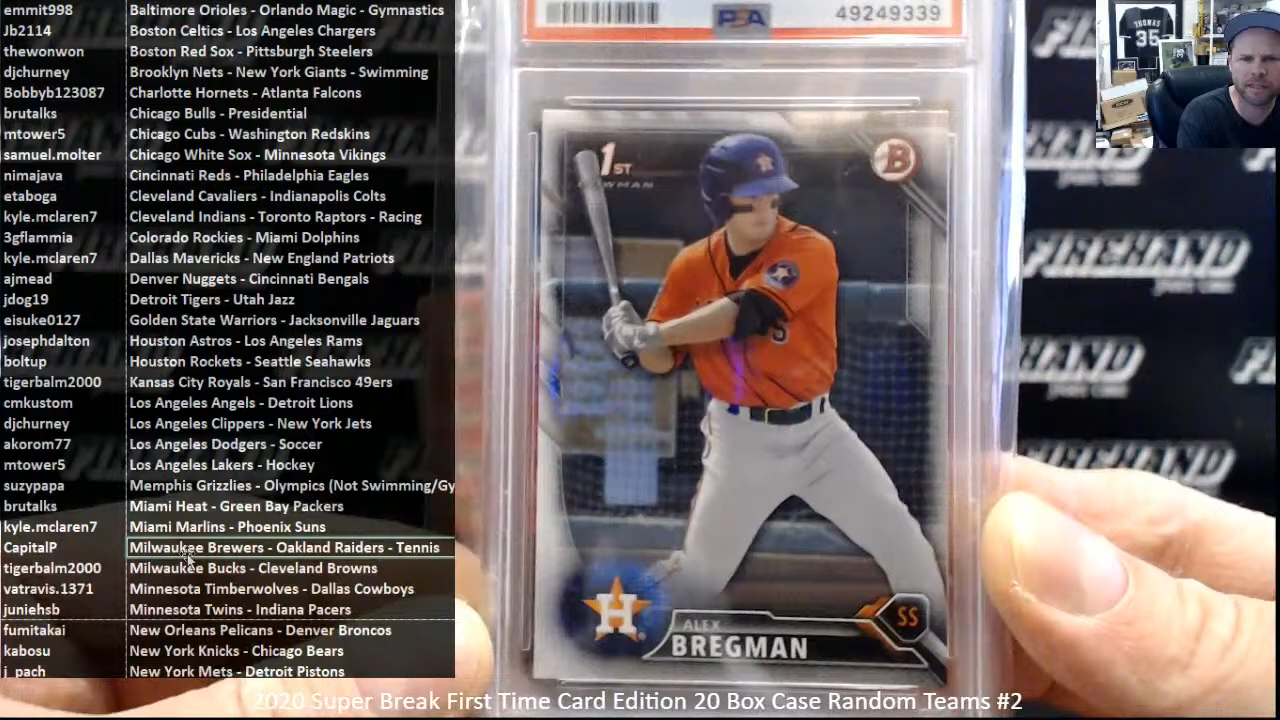 emmit998 Baltimore Orioles - Orlando Magic - Gymnastics
Jb2114 Boston Celtics - Los Angeles Chargers
thewonwon Boston Red Sox - Pittsburgh Steelers
djchurney Brooklyn Nets - New York Giants - Swimming
Bobbyb123087 Charlotte Hornets - Atlanta Falcons
brutalks Chicago Bulls - Presidential
mtower5 Chicago Cubs - Washington Redskins
samuel.molter Chicago White Sox - Minnesota Vikings
nimajava Cincinnati Reds - Philadelphia Eagles
etaboga Cleveland Cavaliers - Indianapolis Colts
kyle.mclaren7 Cleveland Indians - Toronto Raptors - Racing
3gflammia Colorado Rockies - Miami Dolphins
kyle.mclaren7 Dallas Mavericks - New England Patriots
ajmead Denver Nuggets - Cincinnati Bengals
jdog19 Detroit Tigers - Utah Jazz
eisuke0127 Golden State Warriors - Jacksonville Jaguars
josephdalton Houston Astros - Los Angeles Rams
boltup Houston Rockets - Seattle Seahawks
tigerbalm2000 Kansas City Royals - San Francisco 49ers
cmkustom Los Angeles Angels - Detroit Lions
djchurney Los Angeles Clippers - New York Jets
akorom77 Los Angeles Dodgers - Soccer
mtower5 Los Angeles Lakers - Hockey
suzypapa Memphis Grizzlies - Olympics (Not Swimming/Gy
brutalks Miami Heat - Green Bay Packers
kyle.mclaren7 Miami Marlins - Phoenix Suns
CapitalP Milwaukee Brewers - Oakland Raiders - Tennis
tigerbalm2000 Milwaukee Bucks - Cleveland Browns
vatravis.1371 Minnesota Timberwolves - Dallas Cowboys
juniehsb Minnesota Twins - Indiana Pacers
fumitakai New Orleans Pelicans - Denver Broncos
kabosu New York Knicks - Chicago Bears
j_pach New York Mets - Detroit Pistons
PSA 49249339
1ST
BOWMAN
B
5
H
SS
ALEX
BREGMAN
THOMAS
35
FIREHAND
2020 Super Break First Time Card Edition 20 Box Case Random Teams #2